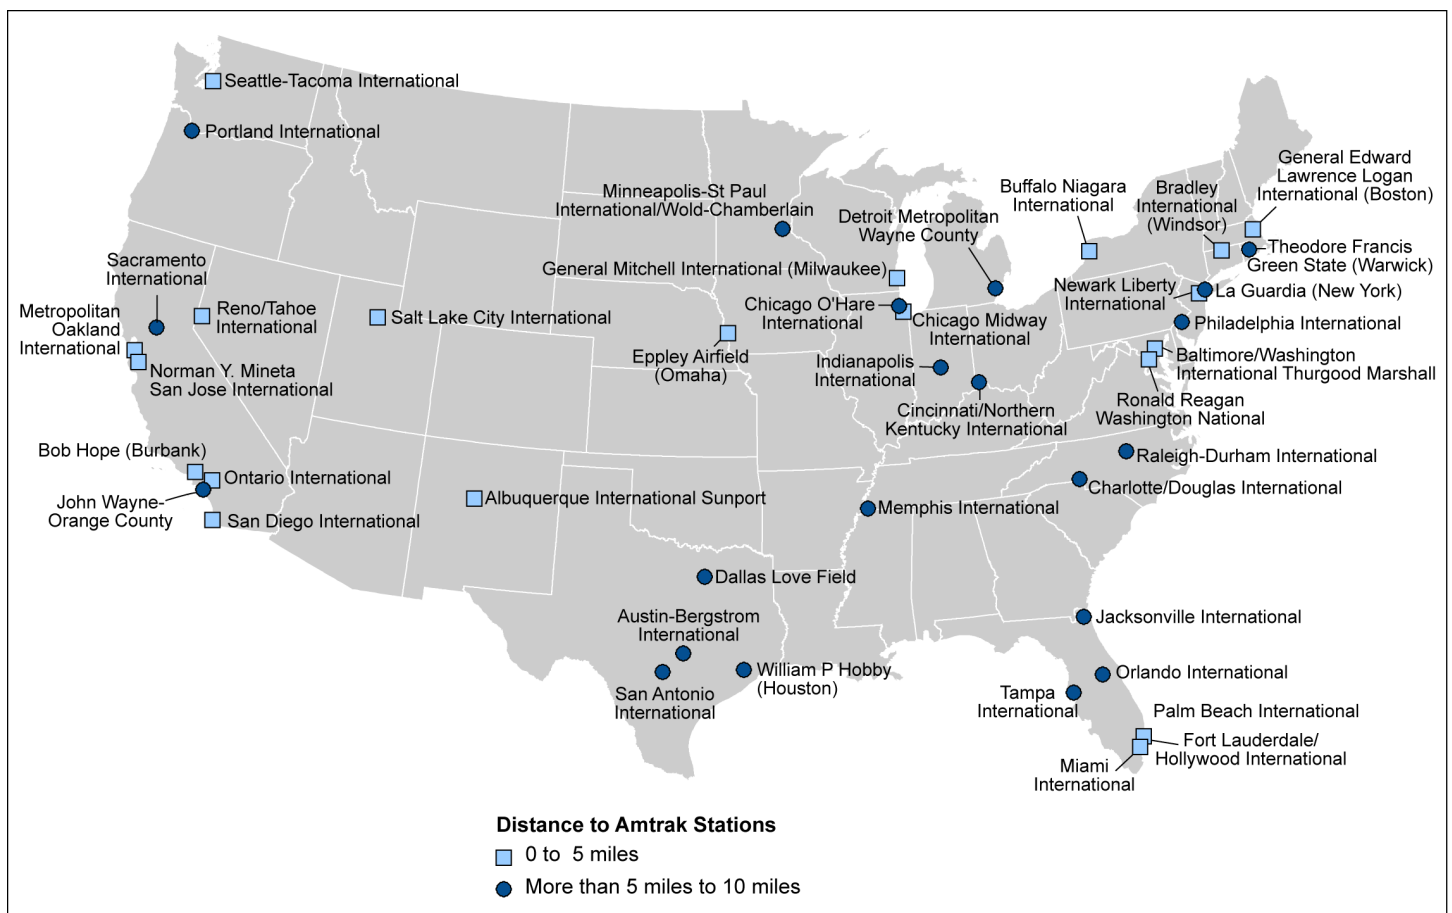 Seattle-Tacoma International
Portland International
General Edward
Lawrence Logan
International (Boston)
Buffalo Niagara
International
Bradley
International
(Windsor)
Minneapolis-St Paul
International/Wold-Chamberlain
Detroit Metropolitan
Wayne County
Theodore Francis
Green State (Warwick)
Sacramento
International
General Mitchell International (Milwaukee)
Newark Liberty
International
La Guardia (New York)
Metropolitan
Oakland
International
Reno/Tahoe
International
Salt Lake City International
Chicago O'Hare
International
Chicago Midway
International
Philadelphia International
Eppley Airfield
(Omaha)
Indianapolis
International
Baltimore/Washington
International Thurgood Marshall
Norman Y. Mineta
San Jose International
Cincinnati/Northern
Kentucky International
Ronald Reagan
Washington National
Bob Hope (Burbank)
Ontario International
Raleigh-Durham International
Charlotte/Douglas International
John Wayne-
Orange County
San Diego International
Albuquerque International Sunport
Memphis International
Dallas Love Field
Austin-Bergstrom
International
Jacksonville International
San Antonio
International
William P Hobby
(Houston)
Orlando International
Tampa
International
Palm Beach International
Fort Lauderdale/
Hollywood International
Miami
International
Distance to Amtrak Stations
0 to 5 miles
More than 5 miles to 10 miles